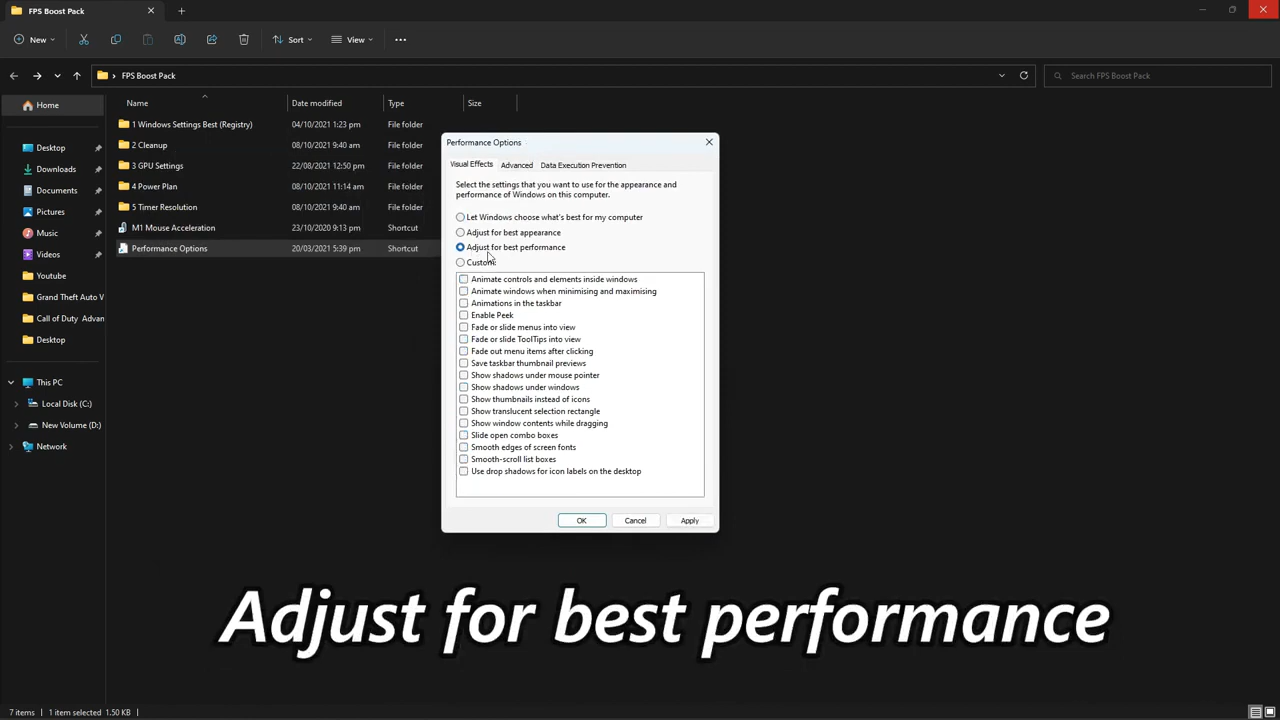 FPS Boost Pack
New
Sort
View
FPS Boost Pack
Search FPS Boost Pack
Home
Desktop
Downloads
Documents
Pictures
Music
Videos
Youtube
Grand Theft Auto V
Call of Duty Advan
Desktop
This PC
Local Disk (C:)
New Volume (D:)
Network
Name Date modified Type Size
1 Windows Settings Best (Registry) 04/10/2021 1:23 pm File folder
2 Cleanup 08/10/2021 9:40 am File folder
3 GPU Settings 22/08/2021 12:50 pm File folder
4 Power Plan 08/10/2021 11:14 am File folder
5 Timer Resolution 08/10/2021 9:40 am File folder
M1 Mouse Acceleration 23/10/2020 9:13 pm Shortcut
Performance Options 20/03/2021 5:39 pm Shortcut
Performance Options
Visual Effects Advanced Data Execution Prevention
Select the settings that you want to use for the appearance and
performance of Windows on this computer.
Let Windows choose what's best for my computer
Adjust for best appearance
Adjust for best performance
Custom:
Animate controls and elements inside windows
Animate windows when minimising and maximising
Animations in the taskbar
Enable Peek
Fade or slide menus into view
Fade or slide ToolTips into view
Fade out menu items after clicking
Save taskbar thumbnail previews
Show shadows under mouse pointer
Show shadows under windows
Show thumbnails instead of icons
Show translucent selection rectangle
Show window contents while dragging
Slide open combo boxes
Smooth edges of screen fonts
Smooth-scroll list boxes
Use drop shadows for icon labels on the desktop
OK Cancel Apply
Adjust for best performance
7 items 1 item selected 1.50 KB